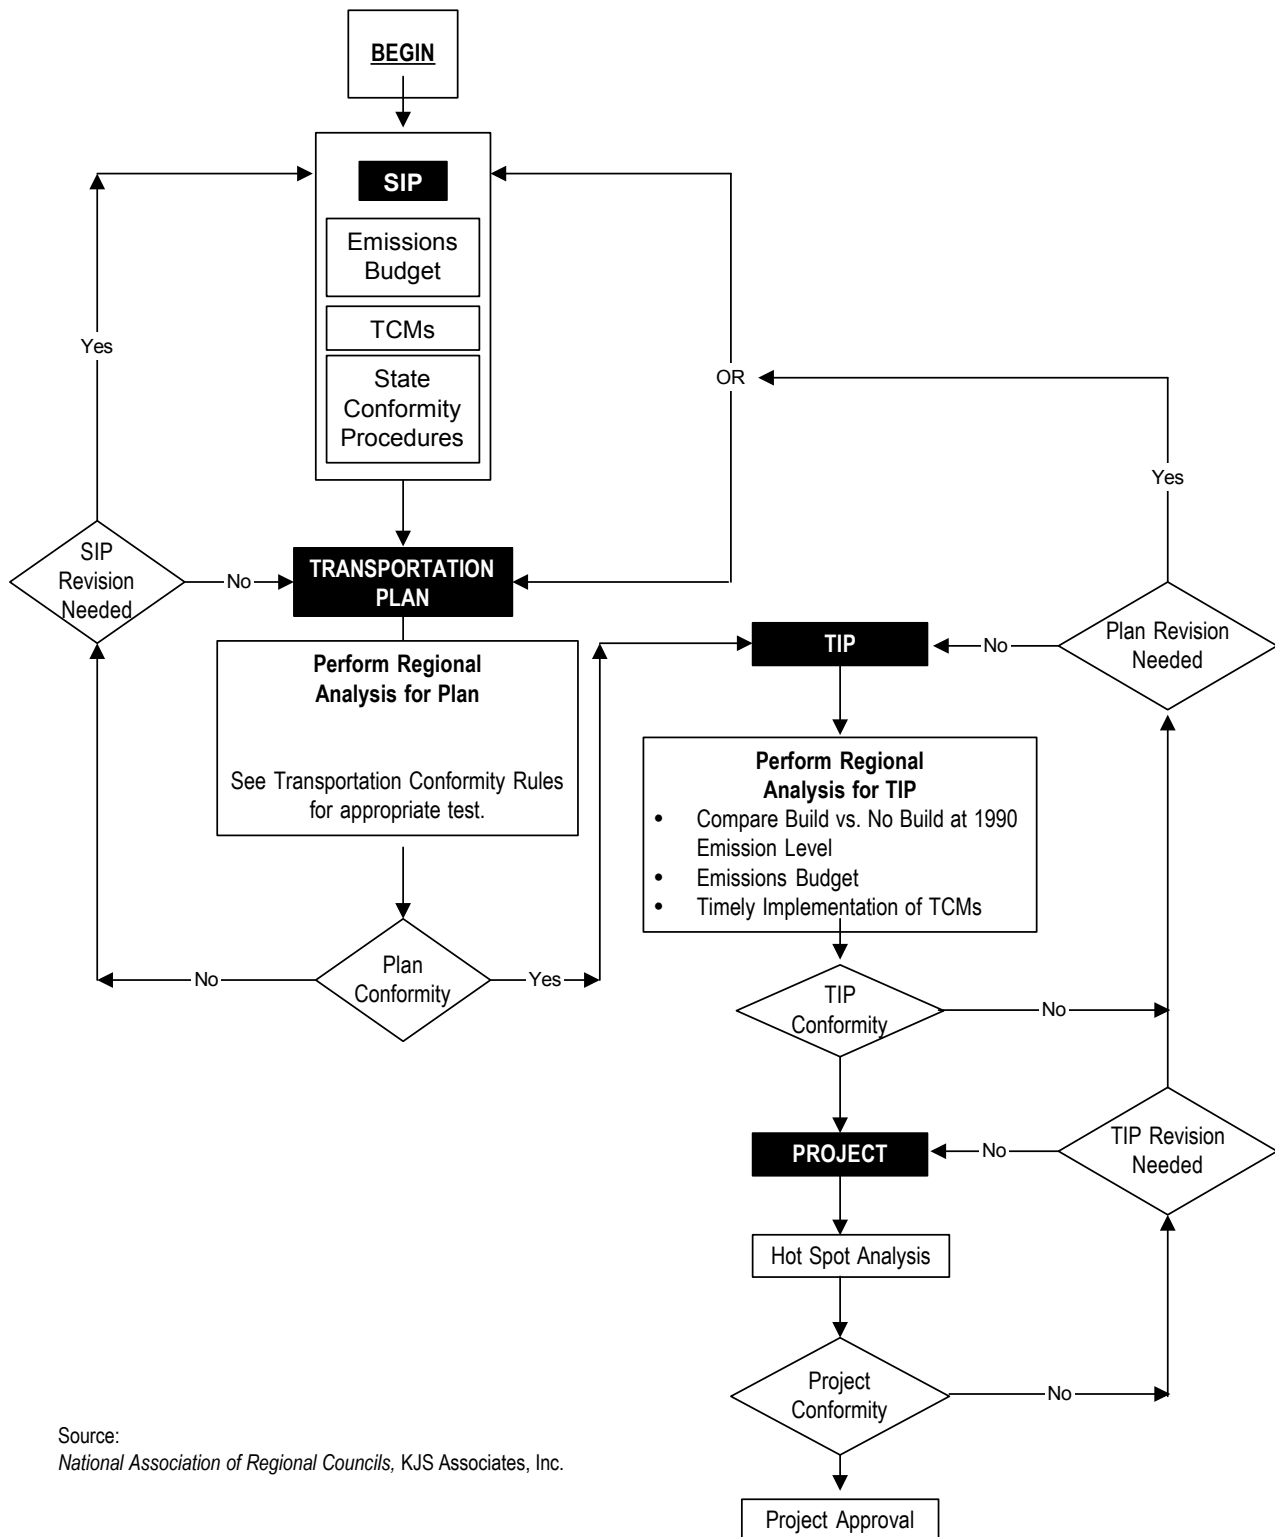 BEGIN
SIP
Emissions
Budget
TCMs
State
Conformity
Procedures
Yes
OR
Yes
SIP
Revision
Needed
No
TRANSPORTATION
PLAN
Perform Regional
Analysis for Plan
See Transportation Conformity Rules
for appropriate test.
TIP
No
Plan Revision
Needed
Perform Regional
Analysis for TIP
• Compare Build vs. No Build at 1990
Emission Level
• Emissions Budget
• Timely Implementation of TCMs
No
Plan
Conformity
Yes
TIP
Conformity
No
PROJECT
No
TIP Revision
Needed
Hot Spot Analysis
Project
Conformity
No
Project Approval
Source:
National Association of Regional Councils, KJS Associates, Inc.